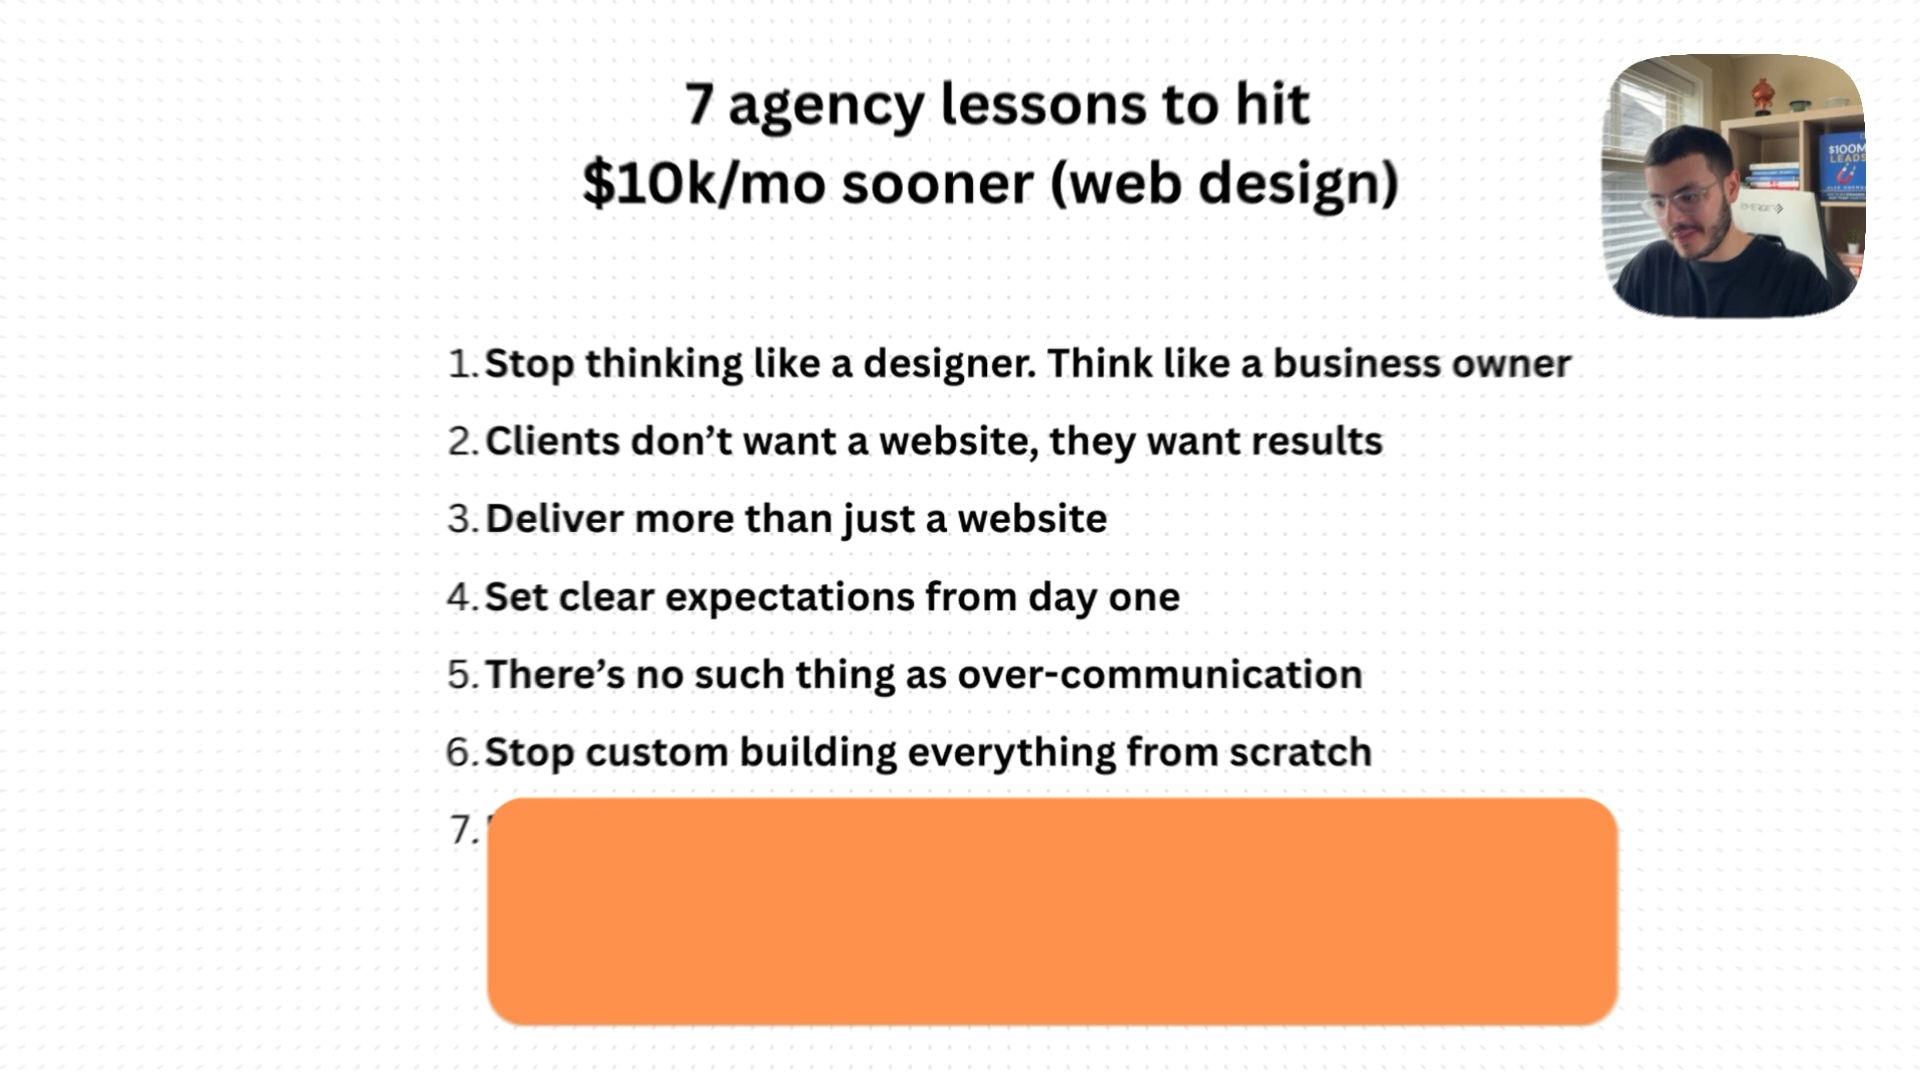 7 agency lessons to hit
$10k/mo sooner (web design)
$100M
LEADS
1. Stop thinking like a designer. Think like a business owner
2. Clients don’t want a website, they want results
3. Deliver more than just a website
4. Set clear expectations from day one
5. There’s no such thing as over-communication
6. Stop custom building everything from scratch
7.